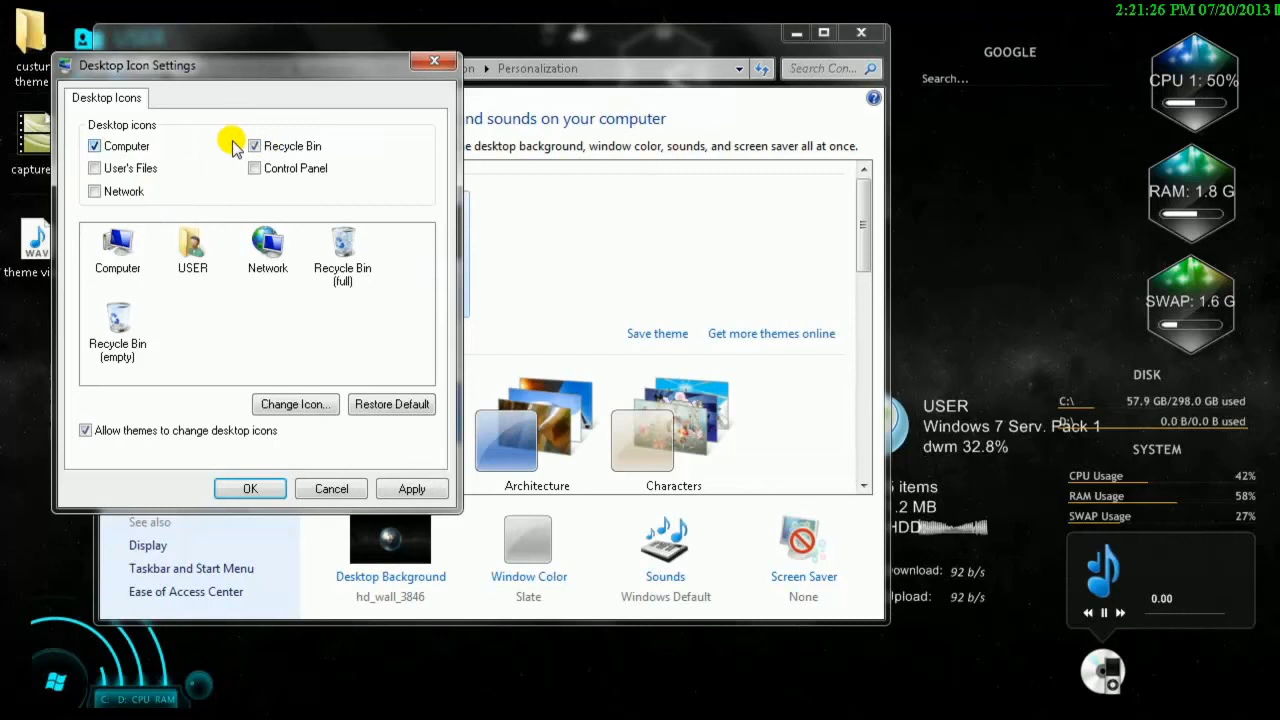 2:21:26 PM 07/20/2013
custum
theme
capture
WAV
theme vi
USER
Personalization
Search Con...
Desktop Icon Settings
Desktop Icons
Desktop icons
Computer
Recycle Bin
User's Files
Control Panel
Network
Computer
USER
Network
Recycle Bin
(full)
Recycle Bin
(empty)
Change Icon...
Restore Default
Allow themes to change desktop icons
OK
Cancel
Apply
nd sounds on your computer
e desktop background, window color, sounds, and screen saver all at once.
Save theme
Get more themes online
Architecture
Characters
See also
Display
Taskbar and Start Menu
Ease of Access Center
Desktop Background
hd_wall_3846
Window Color
Slate
Sounds
Windows Default
Screen Saver
None
GOOGLE
Search...
CPU 1: 50%
RAM: 1.8 G
SWAP: 1.6 G
DISK
C:\ 57.9 GB/298.0 GB used
D:\ 0.0 B/0.0 B used
USER
Windows 7 Serv. Pack 1
dwm 32.8%
SYSTEM
CPU Usage 42%
RAM Usage 58%
SWAP Usage 27%
items
.2 MB
HDD
ownload: 92 b/s
Upload: 92 b/s
0.00
C: D: CPU RAM